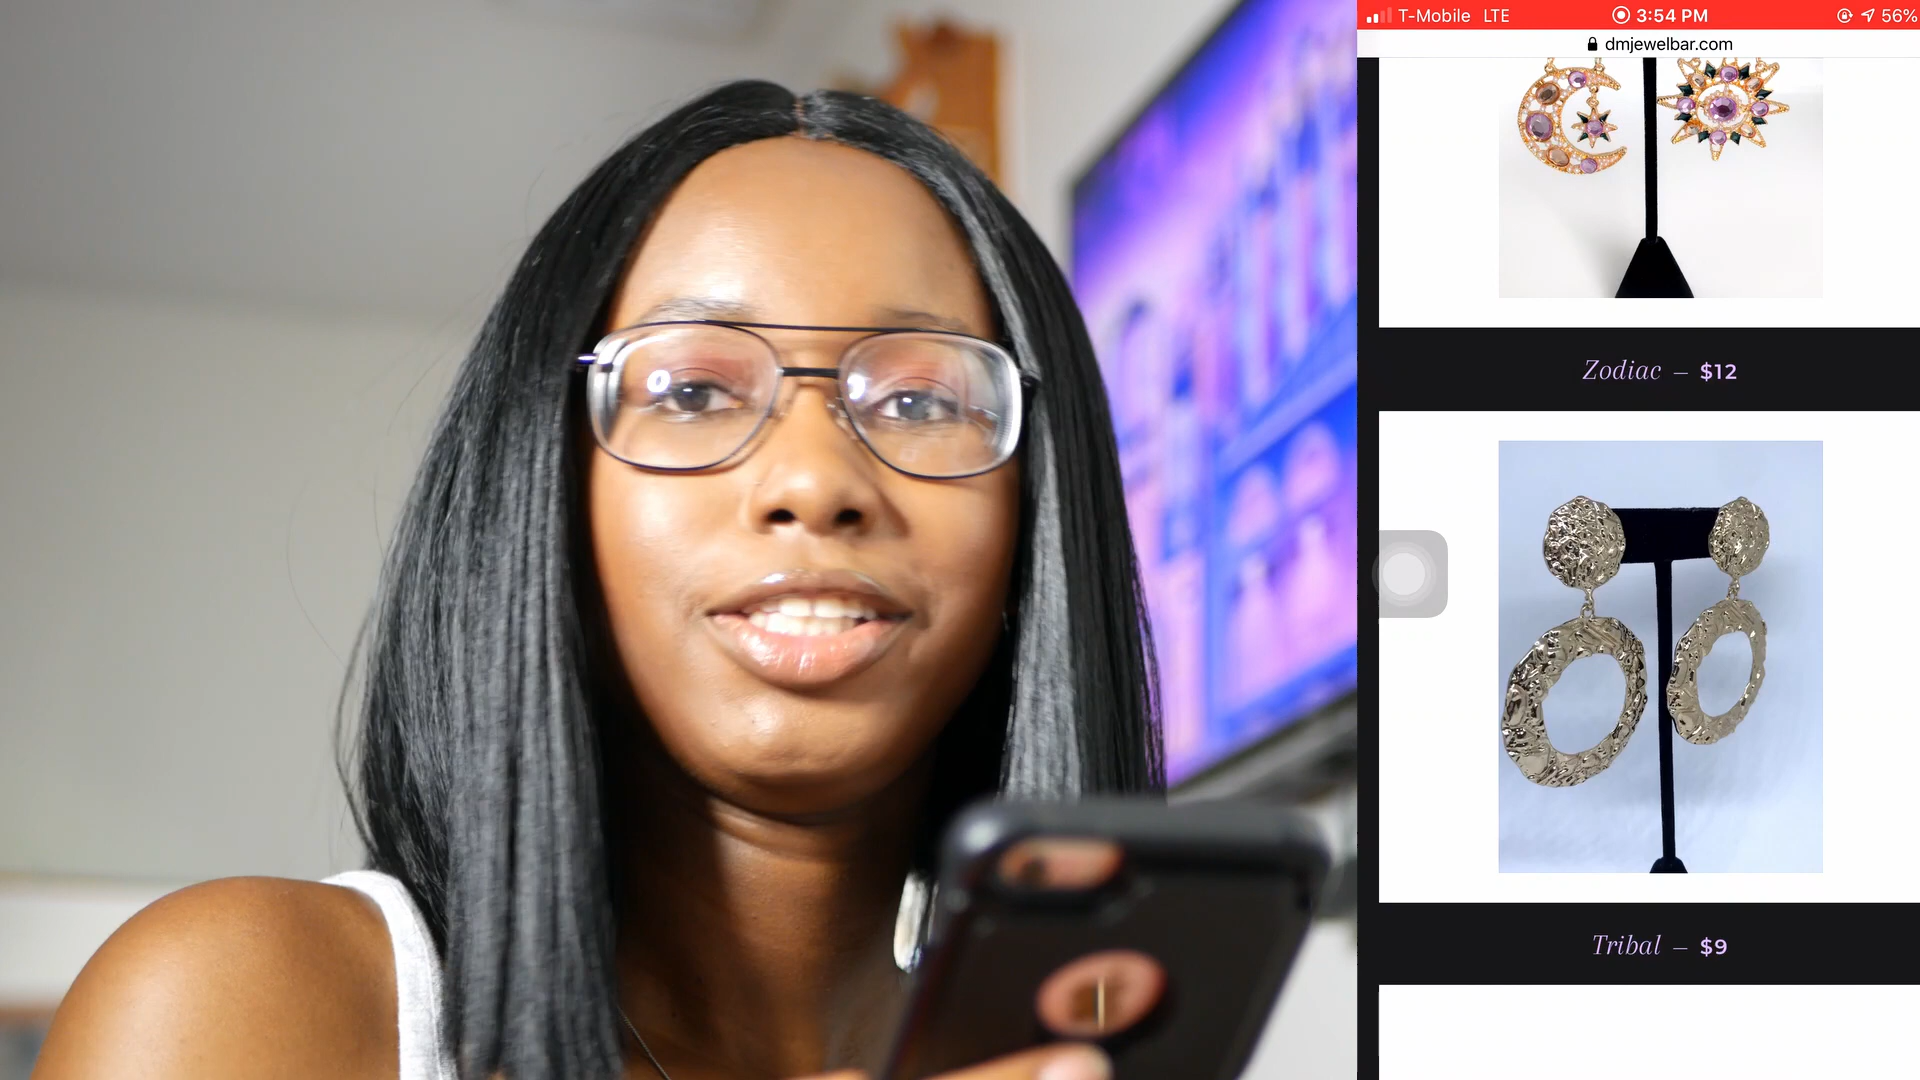 T-Mobile LTE 3:54 PM 56%
dmjewelbar.com
Zodiac – $12
Tribal – $9